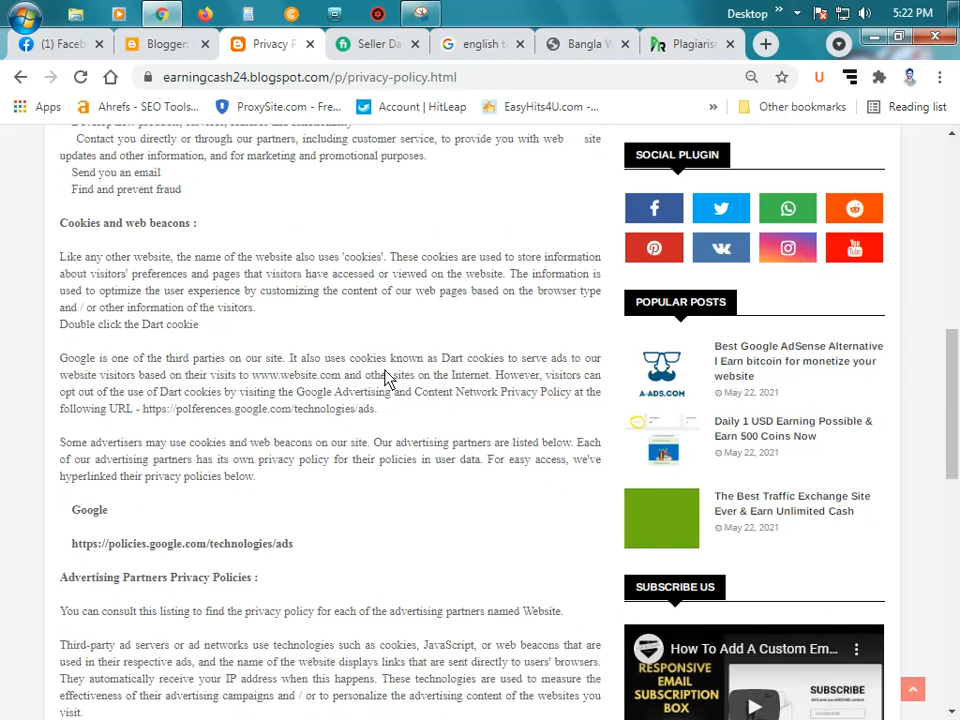 Desktop
5:22 PM
(1) Faceb
Blogger:
Privacy P
Seller Da
english t
Bangla W
Plagiaris
earningcash24.blogspot.com/p/privacy-policy.html
Apps
Ahrefs - SEO Tools...
ProxySite.com - Fre...
Account | HitLeap
EasyHits4U.com -...
Other bookmarks
Reading list
Contact you directly or through our partners, including customer service, to provide you with web site
updates and other information, and for marketing and promotional purposes.
Send you an email
Find and prevent fraud
Cookies and web beacons :
Like any other website, the name of the website also uses 'cookies'. These cookies are used to store information
about visitors' preferences and pages that visitors have accessed or viewed on the website. The information is
used to optimize the user experience by customizing the content of our web pages based on the browser type
and / or other information of the visitors.
Double click the Dart cookie
Google is one of the third parties on our site. It also uses cookies known as Dart cookies to serve ads to our
website visitors based on their visits to www.website.com and other sites on the Internet. However, visitors can
opt out of the use of Dart cookies by visiting the Google Advertising and Content Network Privacy Policy at the
following URL - https://polferences.google.com/technologies/ads.
Some advertisers may use cookies and web beacons on our site. Our advertising partners are listed below. Each
of our advertising partners has its own privacy policy for their policies in user data. For easy access, we've
hyperlinked their privacy policies below.
Google
https://policies.google.com/technologies/ads
Advertising Partners Privacy Policies :
You can consult this listing to find the privacy policy for each of the advertising partners named Website.
Third-party ad servers or ad networks use technologies such as cookies, JavaScript, or web beacons that are
used in their respective ads, and the name of the website displays links that are sent directly to users' browsers.
They automatically receive your IP address when this happens. These technologies are used to measure the
effectiveness of their advertising campaigns and / or to personalize the advertising content of the websites you
visit.
SOCIAL PLUGIN
POPULAR POSTS
A-ADS.COM
Best Google AdSense Alternative
l Earn bitcoin for monetize your
website
May 22, 2021
Daily 1 USD Earning Possible &
Earn 500 Coins Now
May 22, 2021
The Best Traffic Exchange Site
Ever & Earn Unlimited Cash
May 22, 2021
SUBSCRIBE US
How To Add A Custom Em...
RESPONSIVE
EMAIL
SUBSCRIPTION
BOX
SUBSCRIBE